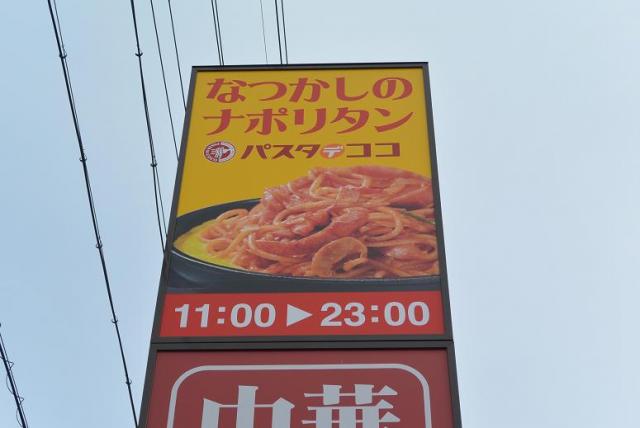 なつかしの
ナポリタン
パスタデココ
11:00▶23:00
中華